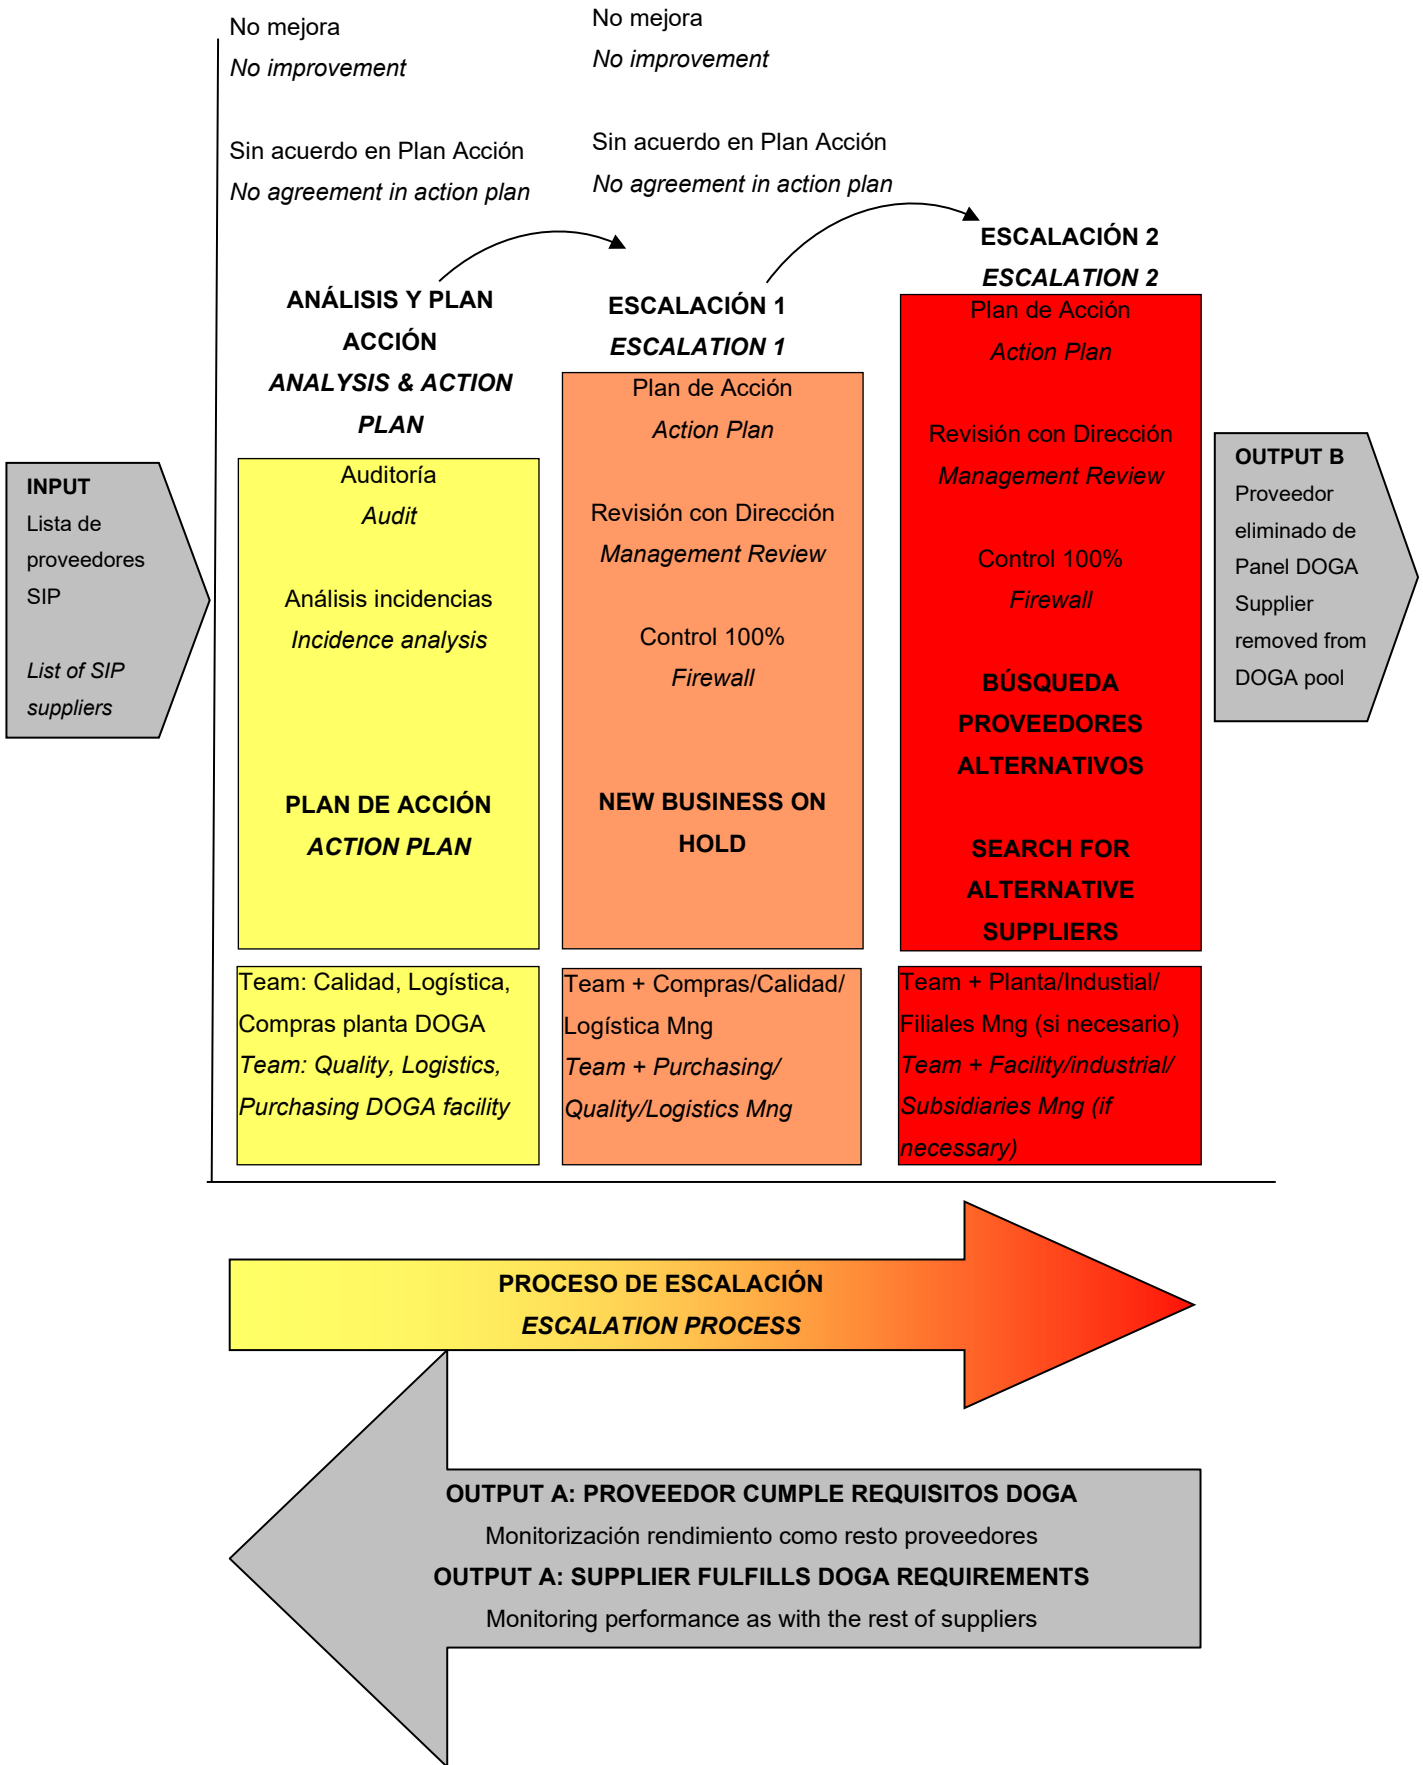 No mejora
No improvement
Sin acuerdo en Plan Acción
No agreement in action plan
No mejora
No improvement
Sin acuerdo en Plan Acción
No agreement in action plan
INPUT
Lista de
proveedores
SIP
List of SIP
suppliers
ANÁLISIS Y PLAN
ACCIÓN
ANALYSIS & ACTION
PLAN
Auditoría
Audit
Análisis incidencias
Incidence analysis
PLAN DE ACCIÓN
ACTION PLAN
Team: Calidad, Logística,
Compras planta DOGA
Team: Quality, Logistics,
Purchasing DOGA facility
ESCALACIÓN 1
ESCALATION 1
Plan de Acción
Action Plan
Revisión con Dirección
Management Review
Control 100%
Firewall
NEW BUSINESS ON
HOLD
Team + Compras/Calidad/
Logística Mng
Team + Purchasing/
Quality/Logistics Mng
ESCALACIÓN 2
ESCALATION 2
Plan de Acción
Action Plan
Revisión con Dirección
Management Review
Control 100%
Firewall
BÚSQUEDA
PROVEEDORES
ALTERNATIVOS
SEARCH FOR
ALTERNATIVE
SUPPLIERS
Team + Planta/Industial/
Filiales Mng (si necesario)
Team + Facility/industrial/
Subsidiaries Mng (if
necessary)
OUTPUT B
Proveedor
eliminado de
Panel DOGA
Supplier
removed from
DOGA pool
PROCESO DE ESCALACIÓN
ESCALATION PROCESS
OUTPUT A: PROVEEDOR CUMPLE REQUISITOS DOGA
Monitorización rendimiento como resto proveedores
OUTPUT A: SUPPLIER FULFILLS DOGA REQUIREMENTS
Monitoring performance as with the rest of suppliers